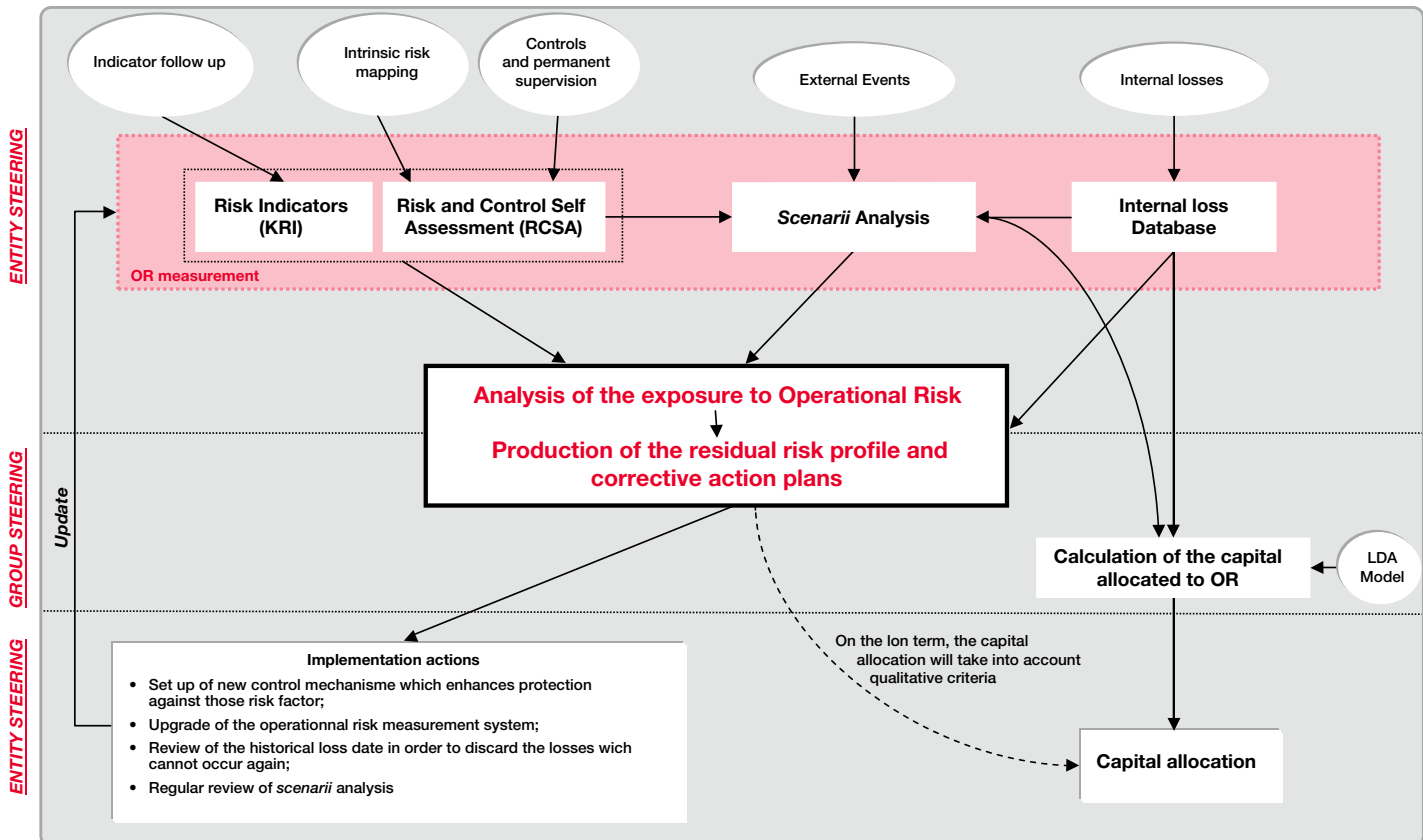 Indicator follow up
Intrinsic risk
mapping
Controls
and permanent
supervision
External Events
Internal losses
ENTITY STEERING
Risk Indicators
(KRI)
Risk and Control Self
Assessment (RCSA)
Scenarii Analysis
Internal loss
Database
OR measurement
Analysis of the exposure to Operational Risk
Production of the residual risk profile and
corrective action plans
GROUP STEERING
Update
Calculation of the capital
allocated to OR
LDA
Model
ENTITY STEERING
Implementation actions
• Set up of new control mechanisme which enhances protection
against those risk factor;
• Upgrade of the operationnal risk measurement system;
• Review of the historical loss date in order to discard the losses wich
cannot occur again;
• Regular review of scenarii analysis
On the lon term, the capital
allocation will take into account
qualitative criteria
Capital allocation